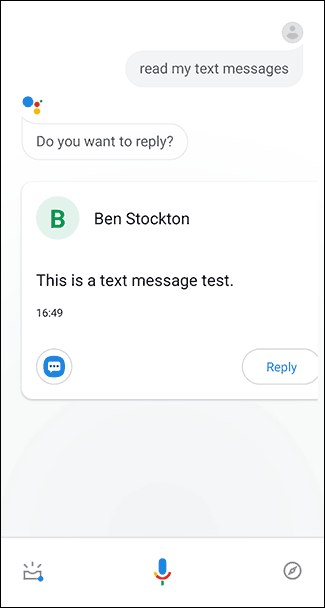 read my text messages
Do you want to reply?
B
Ben Stockton
This is a text message test.
16:49
Reply